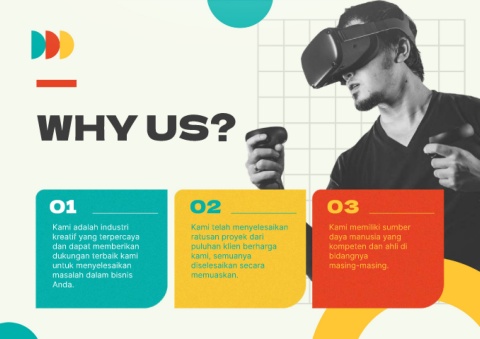 WHY US?
01
Kami adalah industri
kreatif yang terpercaya
dan dapat memberikan
dukungan terbaik kami
untuk menyelesaikan
masalah dalam bisnis
Anda.
02
Kami telah menyelesaikan
ratusan proyek dari
puluhan klien berharga
kami, semuanya
diselesaikan secara
memuaskan.
03
Kami memiliki sumber
daya manusia yang
kompeten dan ahli di
bidangnya
masing-masing.